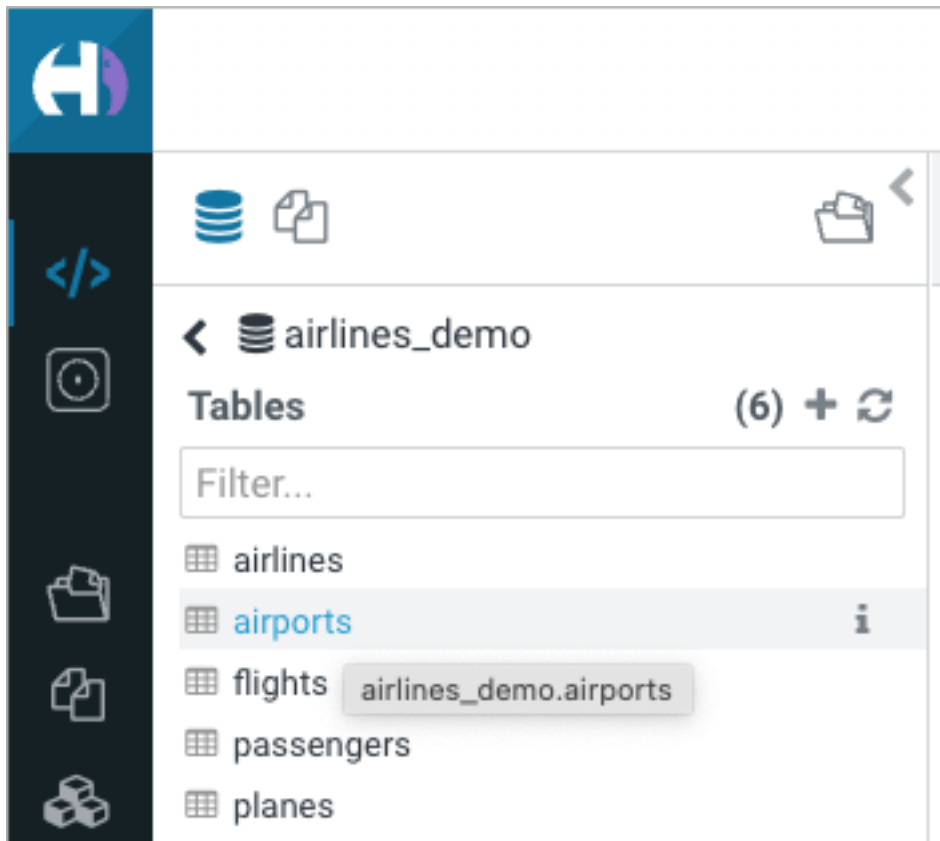 </>
airlines_demo
Tables (6)
Filter...
airlines
airports
flights
airlines_demo.airports
passengers
planes